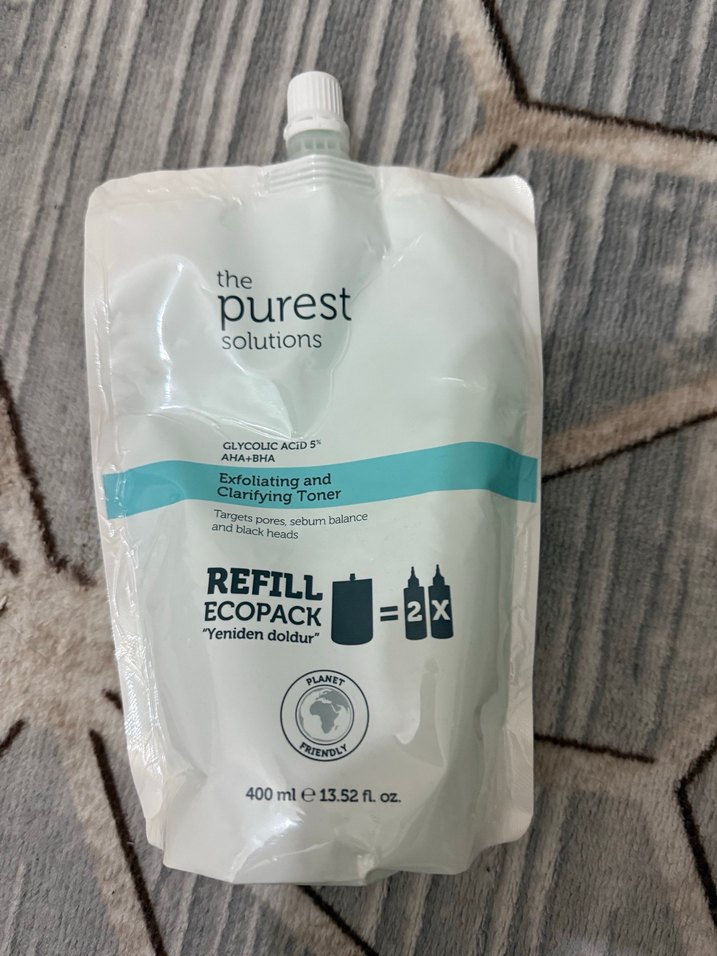 the
purest
solutions
GLYCOLIC ACiD 5%
AHA+BHA
Exfoliating and
Clarifying Toner
Targets pores, sebum balance
and black heads
REFILL
ECOPACK
"Yeniden doldur"
= 2 X
PLANET
FRIENDLY
400 ml ℮ 13.52 fl. oz.